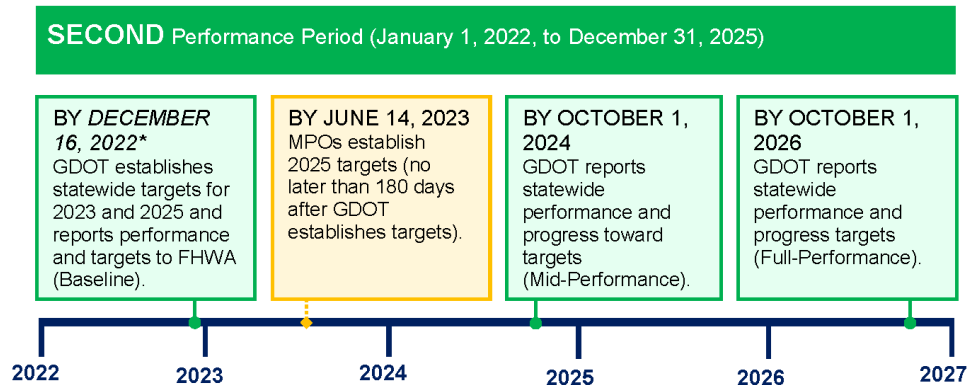 SECOND Performance Period (January 1, 2022, to December 31, 2025)
BY DECEMBER
16, 2022*
GDOT establishes
statewide targets for
2023 and 2025 and
reports performance
and targets to FHWA
(Baseline).
BY JUNE 14, 2023
MPOs establish
2025 targets (no
later than 180 days
after GDOT
establishes targets).
BY OCTOBER 1,
2024
GDOT reports
statewide
performance and
progress toward
targets
(Mid-Performance).
BY OCTOBER 1,
2026
GDOT reports
statewide
performance and
progress targets
(Full-Performance).
2022
2023
2024
2025
2026
2027